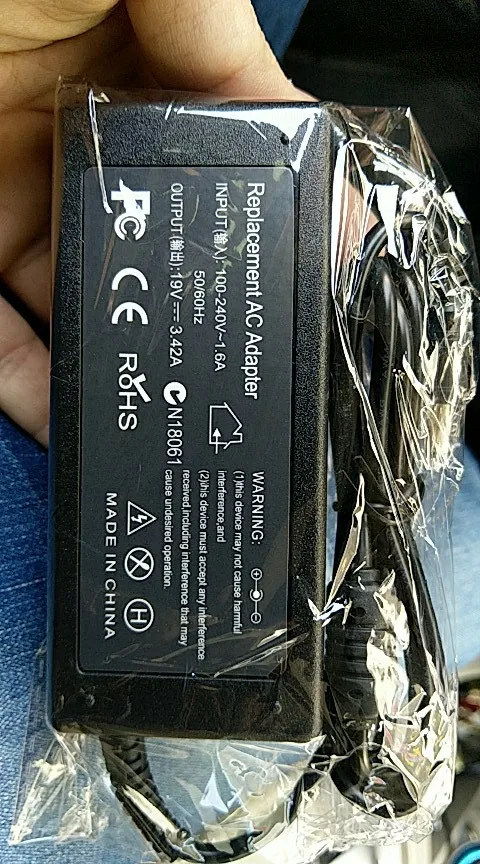 Replacement AC Adapter
INPUT(输入): 100-240V~1.6A
50/60Hz
OUTPUT(输出):19V⎓3.42A
N18061
FC CE RoHS
WARNING:
(1)this device may not cause harmful
interference,and
(2)this device must accept any interference
received,including interference that may
cause undesired operation.
H
MADE IN CHINA